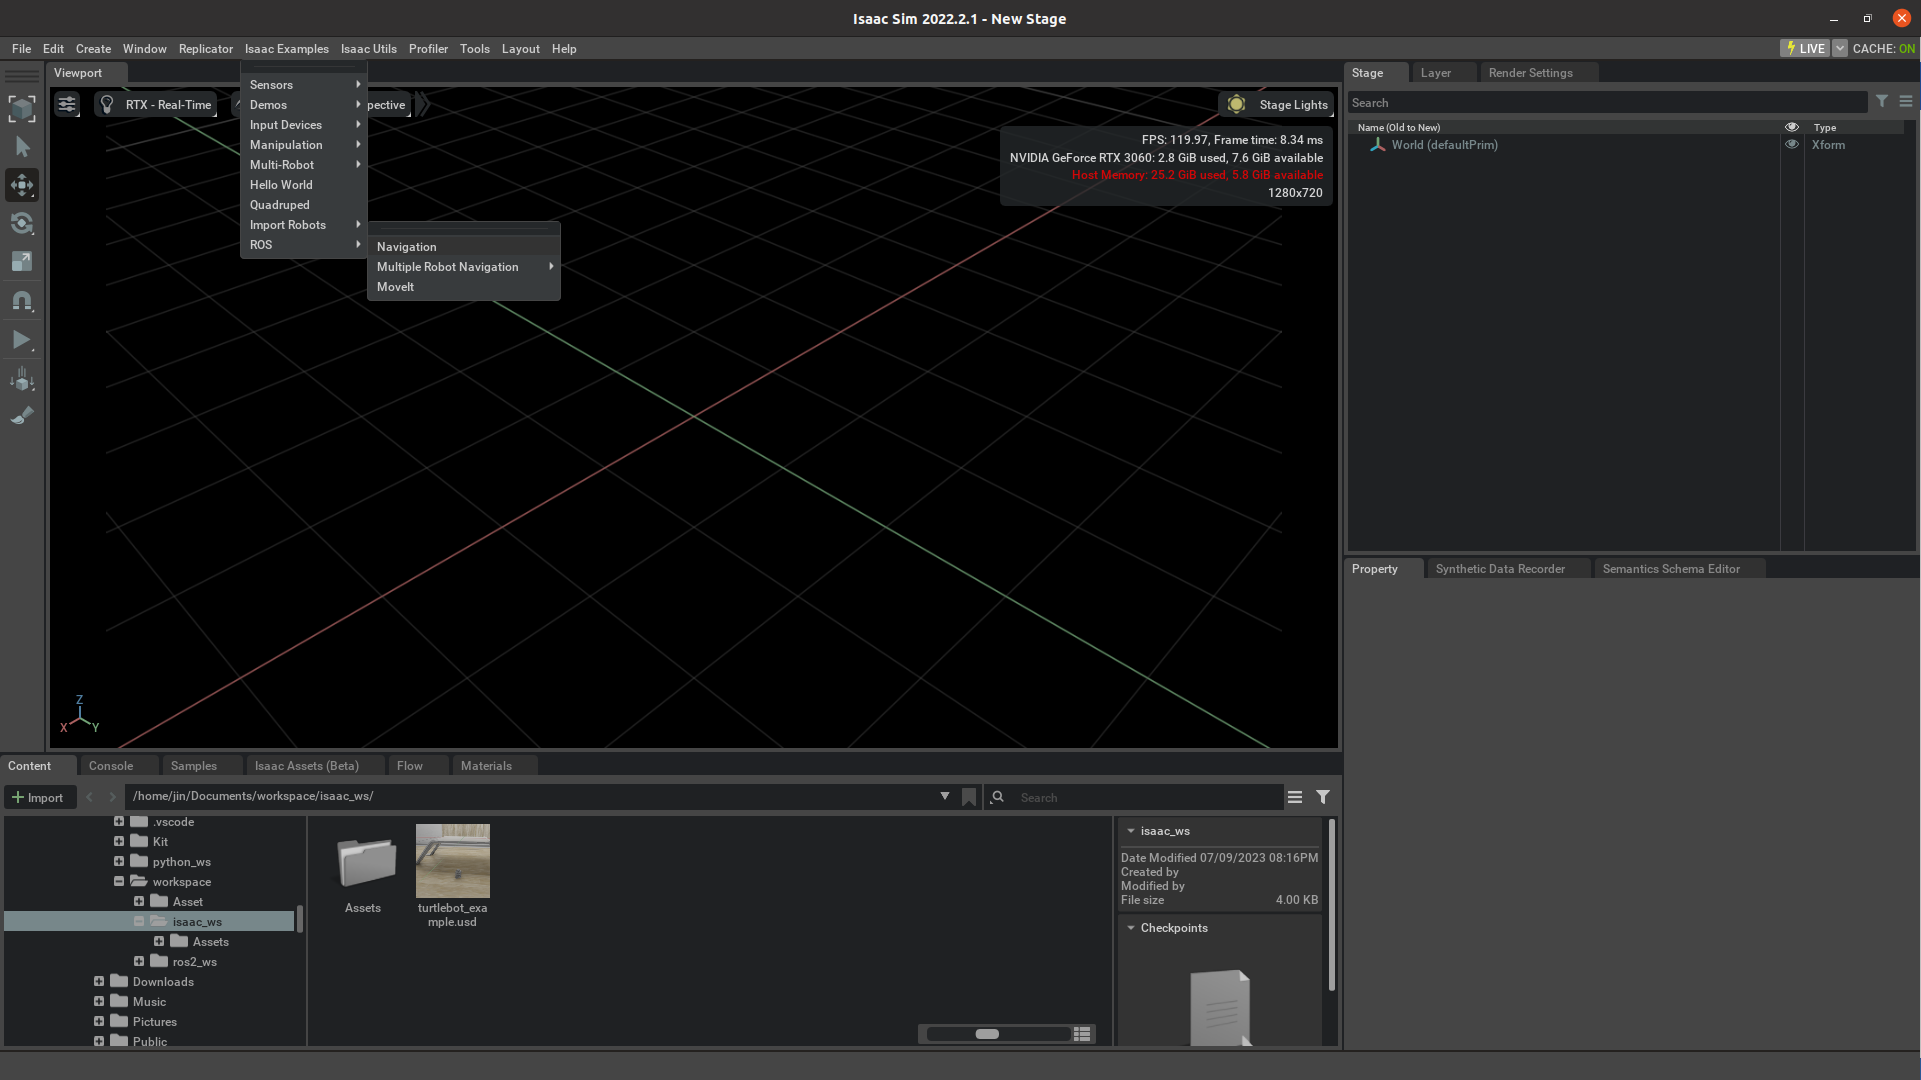 Isaac Sim 2022.2.1 - New Stage
File Edit Create Window Replicator Isaac Examples Isaac Utils Profiler Tools Layout Help
LIVE CACHE: ON
Viewport
RTX - Real-Time
pective
Stage Lights
Sensors
Demos
Input Devices
Manipulation
Multi-Robot
Hello World
Quadruped
Import Robots
ROS
Navigation
Multiple Robot Navigation
MoveIt
FPS: 119.97, Frame time: 8.34 ms
NVIDIA GeForce RTX 3060: 2.8 GiB used, 7.6 GiB available
Host Memory: 25.2 GiB used, 5.8 GiB available
1280x720
Z
X Y
Stage Layer Render Settings
Search
Name (Old to New) Type
World (defaultPrim) Xform
Property Synthetic Data Recorder Semantics Schema Editor
Content Console Samples Isaac Assets (Beta) Flow Materials
Import /home/jin/Documents/workspace/isaac_ws/ Search
.vscode
Kit
python_ws
workspace
Asset
isaac_ws
Assets
ros2_ws
Downloads
Music
Pictures
Public
Assets
turtlebot_exa
mple.usd
isaac_ws
Date Modified 07/09/2023 08:16PM
Created by
Modified by
File size 4.00 KB
Checkpoints